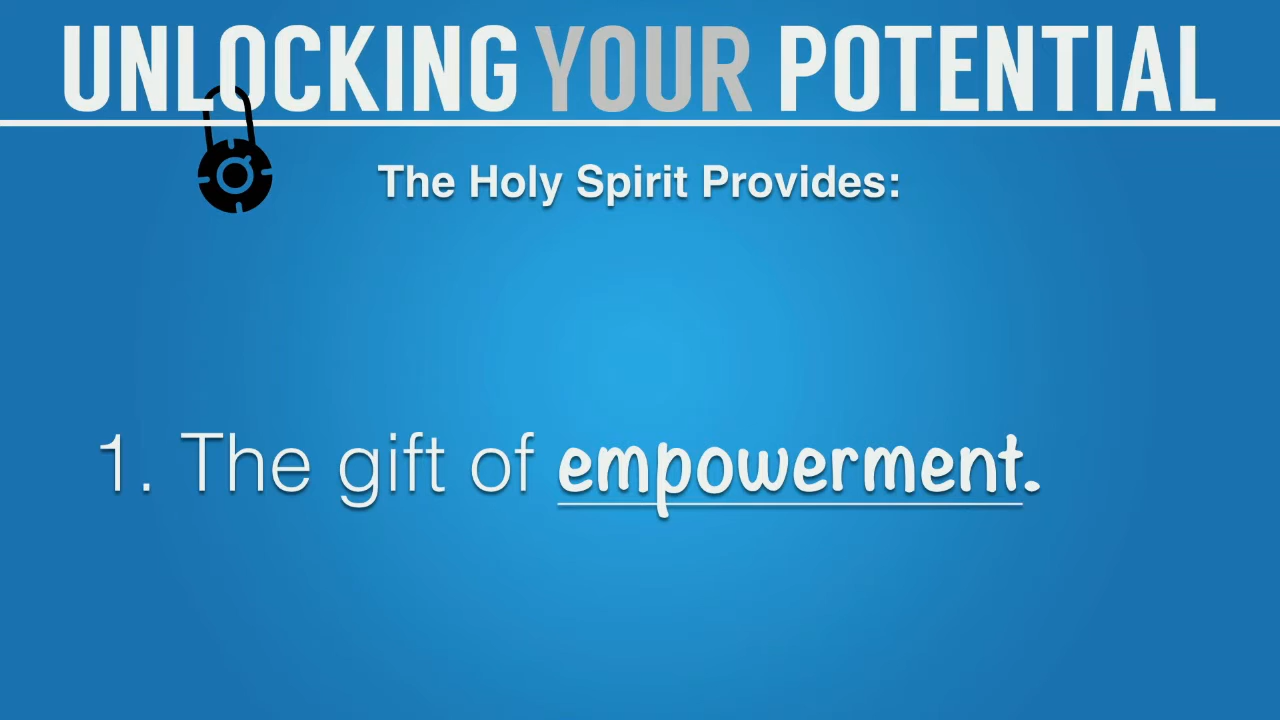 UNLOCKING YOUR POTENTIAL
The Holy Spirit Provides:
1. The gift of empowerment.